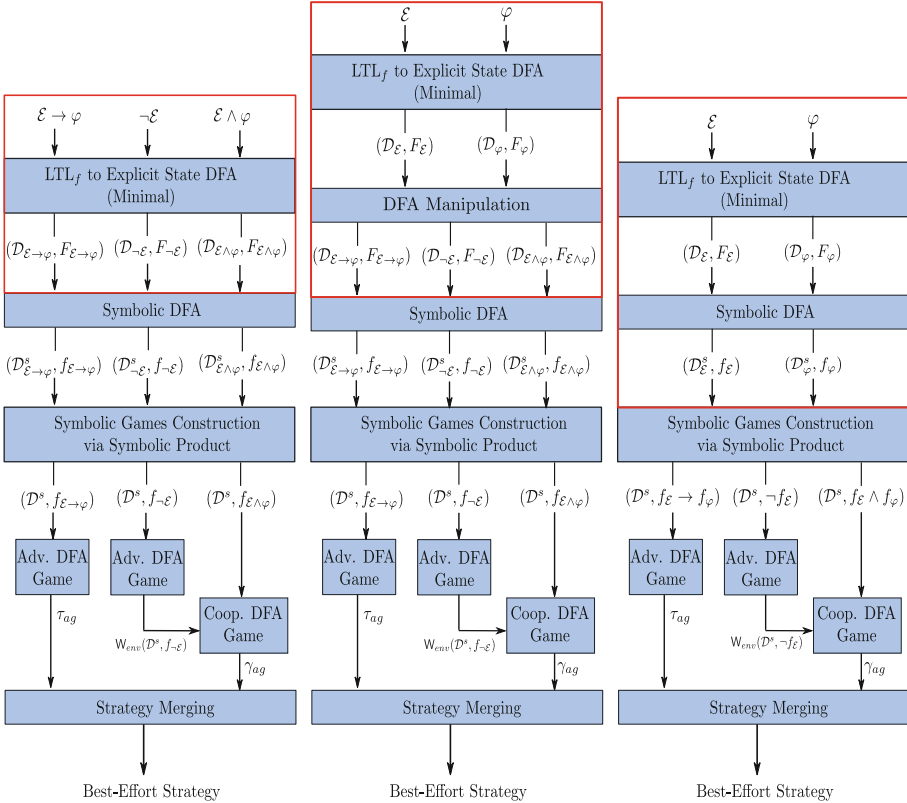 ℰ → φ ¬ℰ ℰ ∧ φ
LTL_f to Explicit State DFA
(Minimal)
(𝒟_{ℰ→φ}, F_{ℰ→φ}) (𝒟_{¬ℰ}, F_{¬ℰ}) (𝒟_{ℰ∧φ}, F_{ℰ∧φ})
Symbolic DFA
(𝒟^s_{ℰ→φ}, f_{ℰ→φ}) (𝒟^s_{¬ℰ}, f_{¬ℰ}) (𝒟^s_{ℰ∧φ}, f_{ℰ∧φ})
Symbolic Games Construction
via Symbolic Product
(𝒟^s, f_{ℰ→φ}) (𝒟^s, f_{¬ℰ}) (𝒟^s, f_{ℰ∧φ})
Adv. DFA
Game
Adv. DFA
Game
Coop. DFA
Game
τ_{ag}
W_{env}(𝒟^s, f_{¬ℰ})
γ_{ag}
Strategy Merging
Best-Effort Strategy
ℰ φ
LTL_f to Explicit State DFA
(Minimal)
(𝒟_ℰ, F_ℰ) (𝒟_φ, F_φ)
DFA Manipulation
(𝒟_{ℰ→φ}, F_{ℰ→φ}) (𝒟_{¬ℰ}, F_{¬ℰ}) (𝒟_{ℰ∧φ}, F_{ℰ∧φ})
Symbolic DFA
(𝒟^s_{ℰ→φ}, f_{ℰ→φ}) (𝒟^s_{¬ℰ}, f_{¬ℰ}) (𝒟^s_{ℰ∧φ}, f_{ℰ∧φ})
Symbolic Games Construction
via Symbolic Product
(𝒟^s, f_{ℰ→φ}) (𝒟^s, f_{¬ℰ}) (𝒟^s, f_{ℰ∧φ})
Adv. DFA
Game
Adv. DFA
Game
Coop. DFA
Game
τ_{ag}
W_{env}(𝒟^s, f_{¬ℰ})
γ_{ag}
Strategy Merging
Best-Effort Strategy
ℰ φ
LTL_f to Explicit State DFA
(Minimal)
(𝒟_ℰ, F_ℰ) (𝒟_φ, F_φ)
Symbolic DFA
(𝒟^s_ℰ, f_ℰ) (𝒟^s_φ, f_φ)
Symbolic Games Construction
via Symbolic Product
(𝒟^s, f_ℰ → f_φ) (𝒟^s, ¬f_ℰ) (𝒟^s, f_ℰ ∧ f_φ)
Adv. DFA
Game
Adv. DFA
Game
Coop. DFA
Game
τ_{ag}
W_{env}(𝒟^s, ¬f_ℰ)
γ_{ag}
Strategy Merging
Best-Effort Strategy